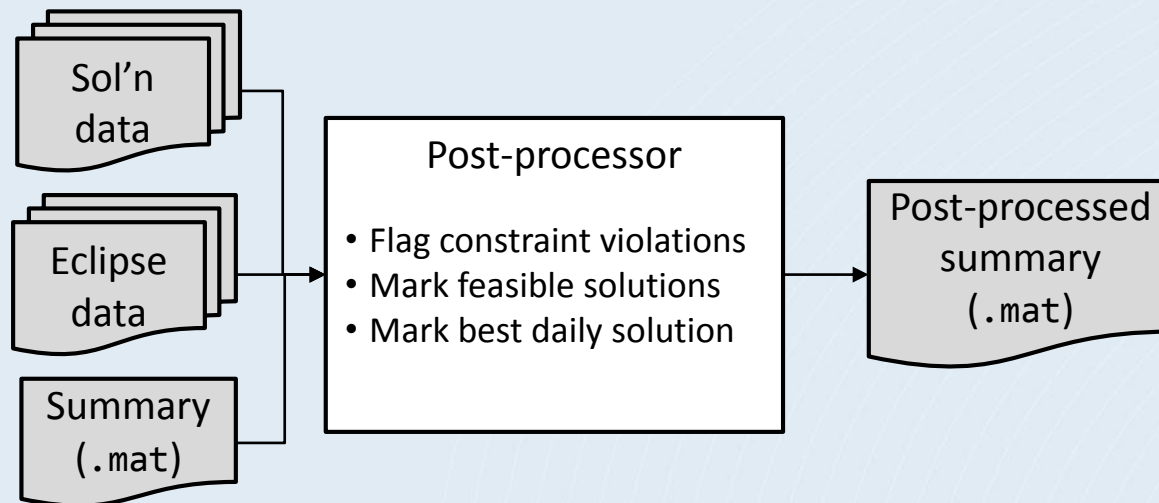 Sol’n
data
Eclipse
data
Summary
(.mat)
Post-processor
• Flag constraint violations
• Mark feasible solutions
• Mark best daily solution
Post-processed
summary
(.mat)